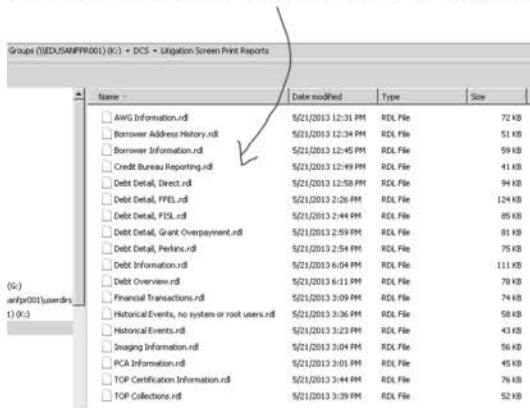 Groups (\\EDUSANFPR001) (K:) • DCS • Litigation Screen Print Reports
Name Date modified Type Size
AWG Information.rdl 5/21/2013 12:31 PM RDL File 72 KB
Borrower Address History.rdl 5/21/2013 12:34 PM RDL File 51 KB
Borrower Information.rdl 5/21/2013 12:45 PM RDL File 59 KB
Credit Bureau Reporting.rdl 5/21/2013 12:49 PM RDL File 41 KB
Debt Detail, Direct.rdl 5/21/2013 12:58 PM RDL File 94 KB
Debt Detail, FFEL.rdl 5/21/2013 2:26 PM RDL File 124 KB
Debt Detail, FISL.rdl 5/21/2013 2:44 PM RDL File 85 KB
Debt Detail, Grant Overpayment.rdl 5/21/2013 2:59 PM RDL File 81 KB
Debt Detail, Perkins.rdl 5/21/2013 2:54 PM RDL File 75 KB
Debt Information.rdl 5/21/2013 6:04 PM RDL File 111 KB
(G:) Debt Overview.rdl 5/21/2013 6:11 PM RDL File 78 KB
anfpr001\userdirs Financial Transactions.rdl 5/21/2013 3:09 PM RDL File 74 KB
1) (K:) Historical Events, no system or root users.rdl 5/21/2013 3:36 PM RDL File 58 KB
Historical Events.rdl 5/21/2013 3:23 PM RDL File 43 KB
Imaging Information.rdl 5/21/2013 3:04 PM RDL File 56 KB
PCA Information.rdl 5/21/2013 3:01 PM RDL File 45 KB
TOP Certification Information.rdl 5/21/2013 3:44 PM RDL File 76 KB
TOP Collections.rdl 5/21/2013 3:39 PM RDL File 52 KB